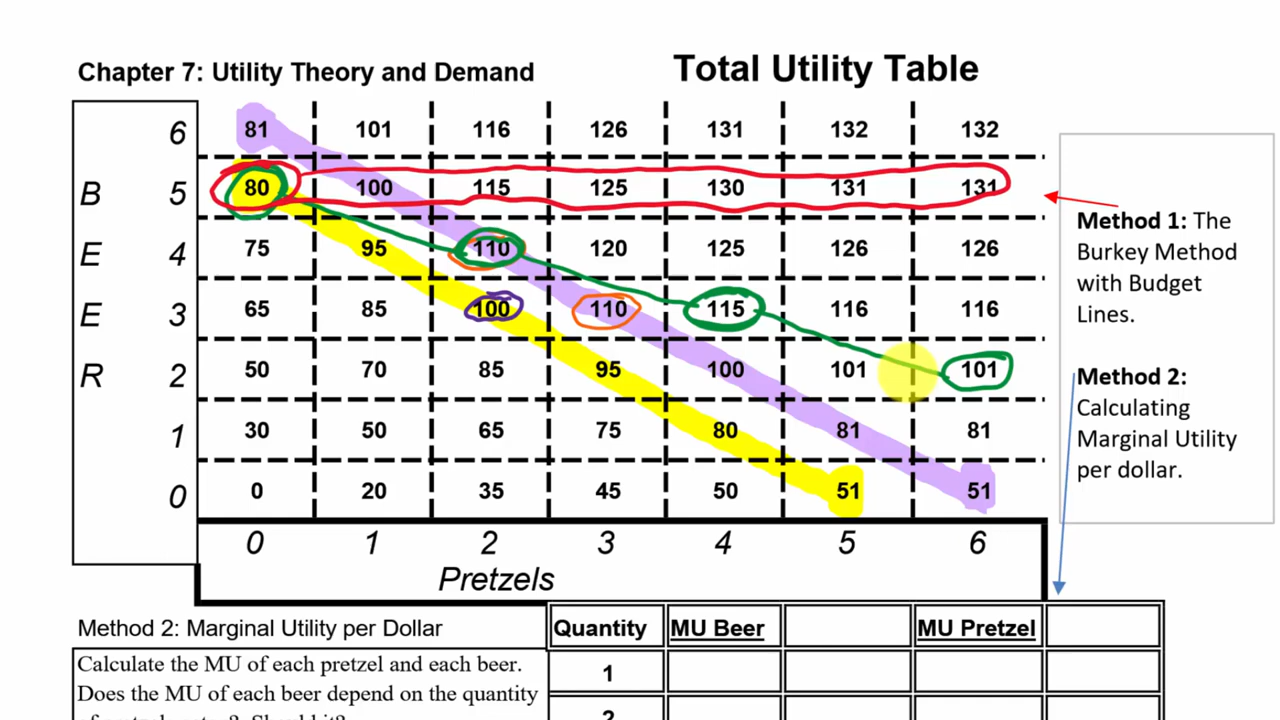 Chapter 7: Utility Theory and Demand
Total Utility Table
6 81 101 116 126 131 132 132
B 5 80 100 115 125 130 131 131
E 4 75 95 110 120 125 126 126
E 3 65 85 100 110 115 116 116
R 2 50 70 85 95 100 101 101
1 30 50 65 75 80 81 81
0 0 20 35 45 50 51 51
0 1 2 3 4 5 6
Pretzels
Method 1: The
Burkey Method
with Budget
Lines.
Method 2:
Calculating
Marginal Utility
per dollar.
Method 2: Marginal Utility per Dollar
Quantity MU Beer MU Pretzel
Calculate the MU of each pretzel and each beer.
1
Does the MU of each beer depend on the quantity
2